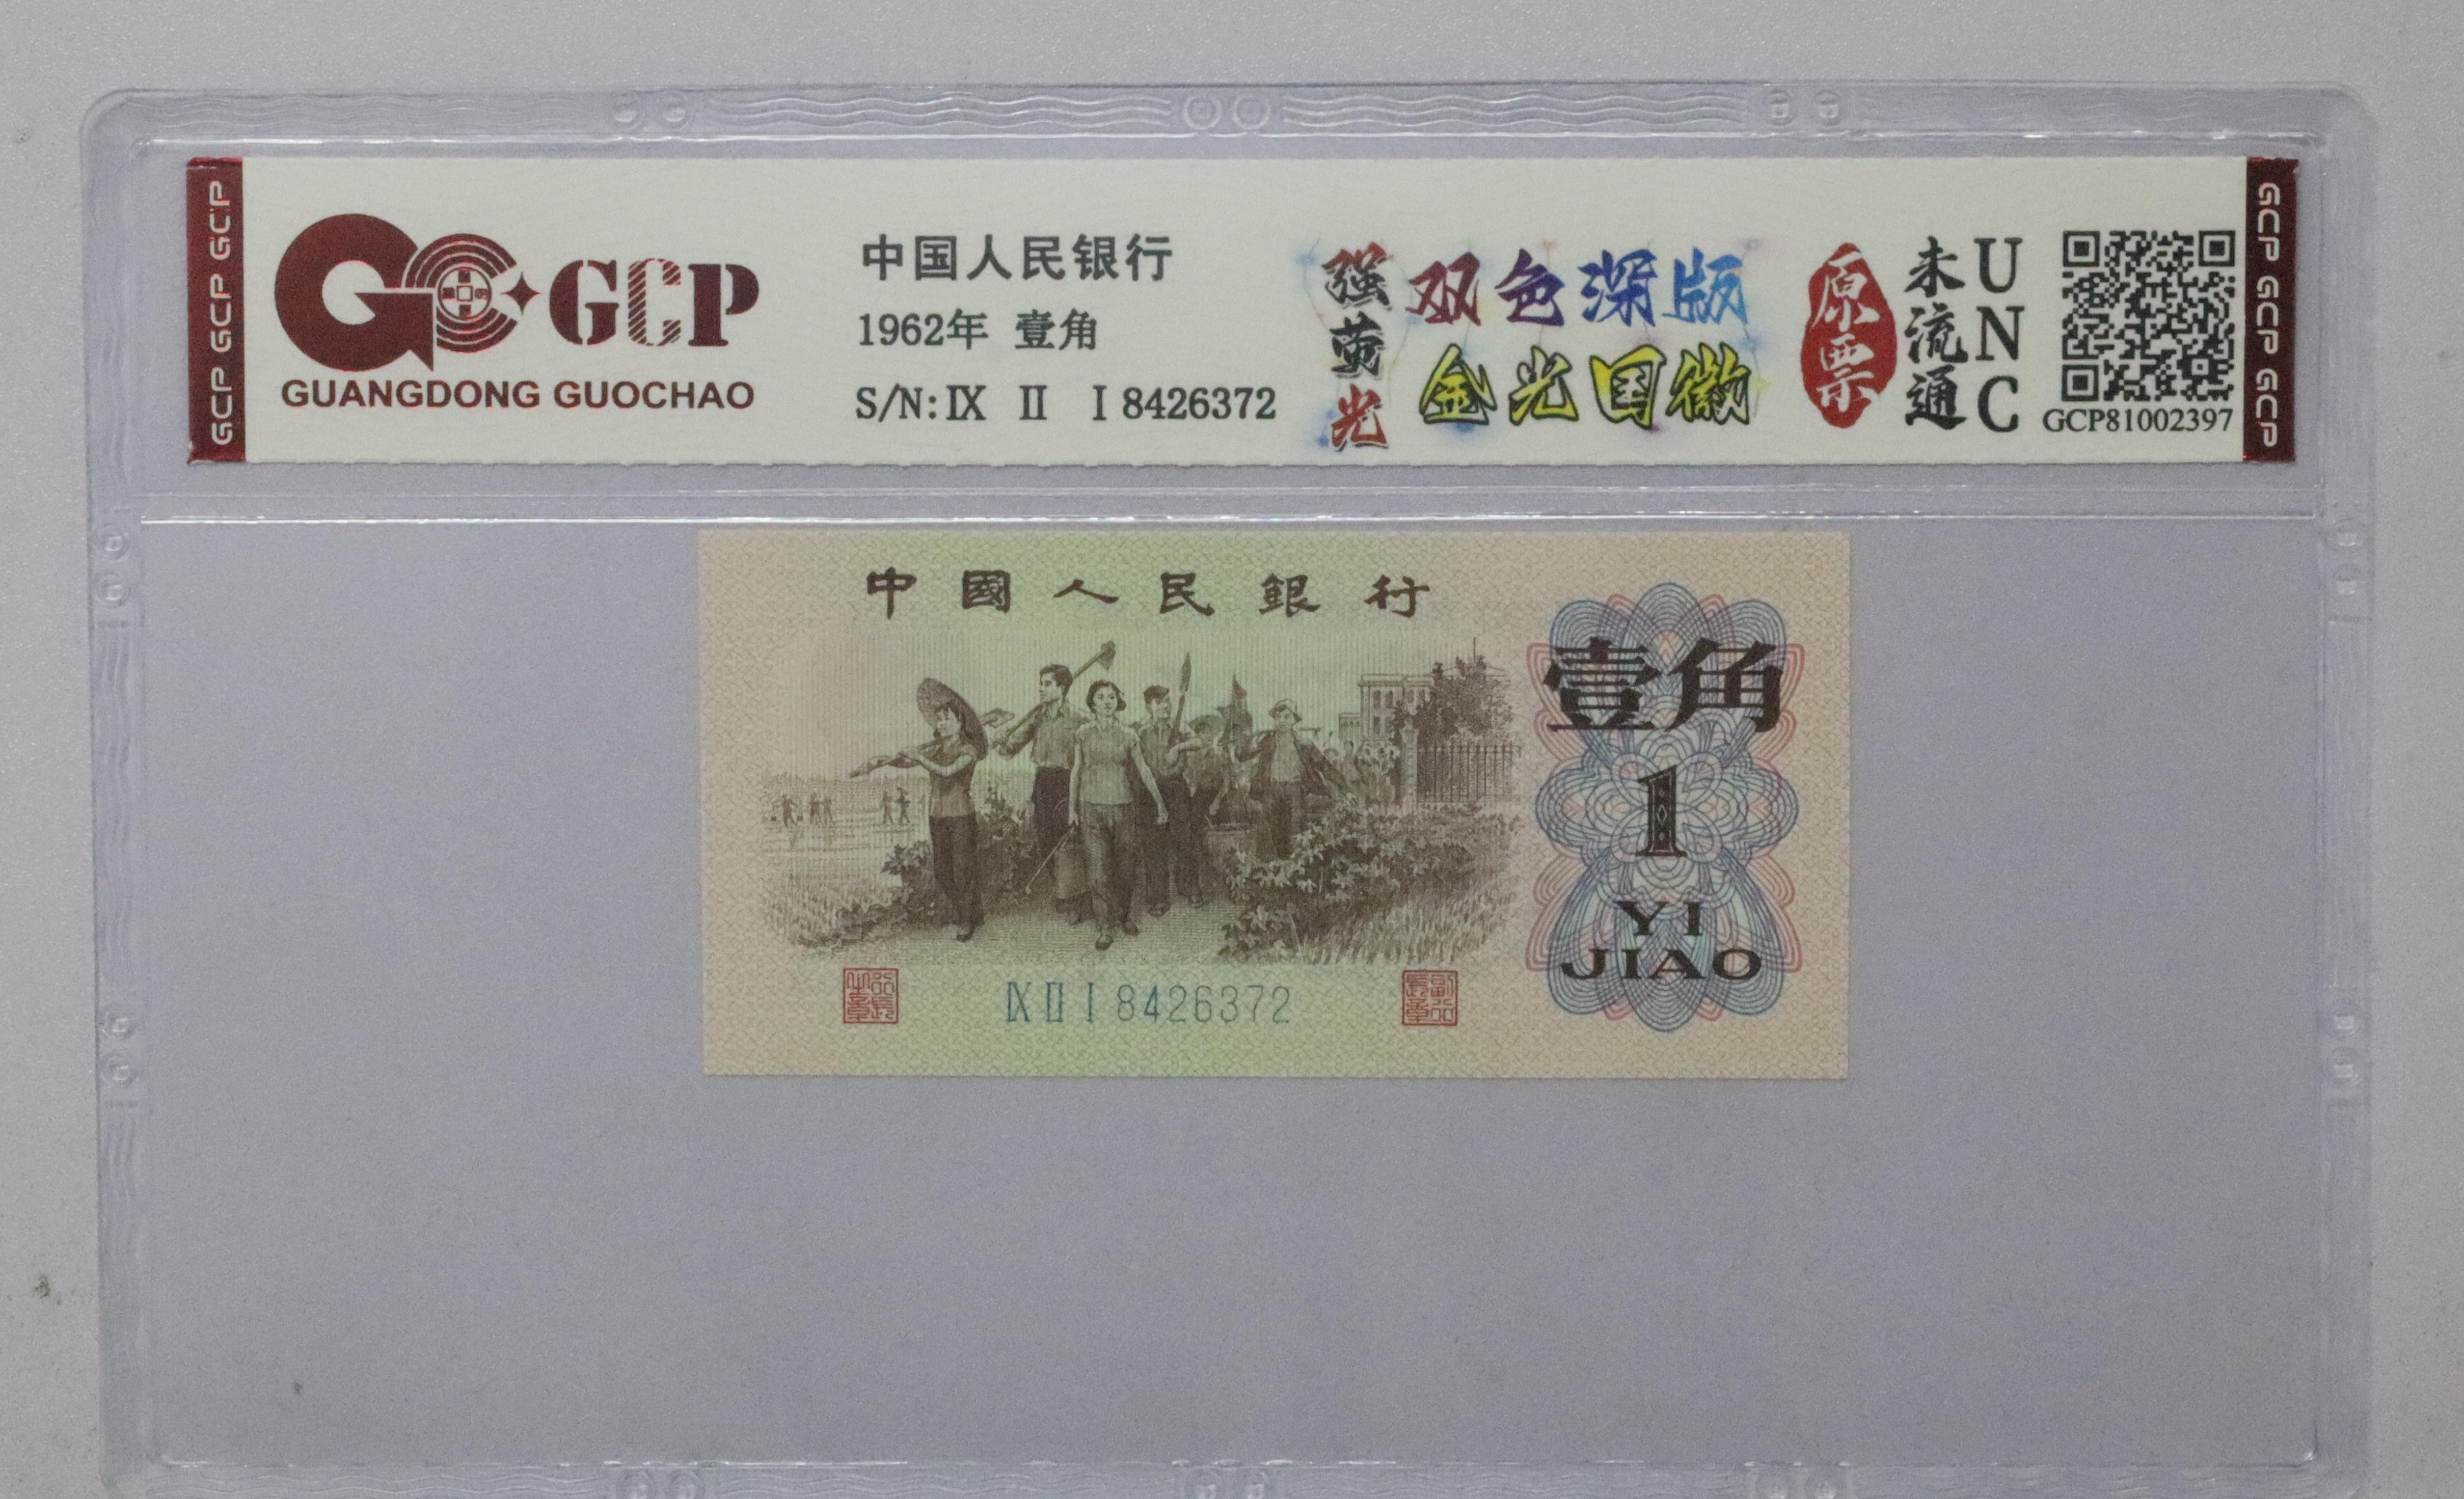 GCP GCP GCP
GCP
GUANGDONG GUOCHAO
中国人民银行
1962年 壹角
S/N: Ⅸ Ⅱ Ⅰ 8426372
强荧光
双色深版
金光国徽
原票
未流通
UNC
GCP81002397
GCP GCP GCP
中國人民銀行
壹角
1
YI
JIAO
Ⅸ Ⅱ Ⅰ 8426372